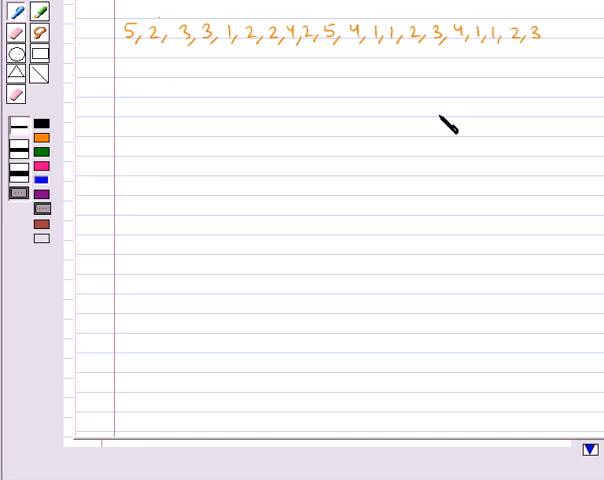 5, 2, 3, 3, 1, 2, 2, 4, 2, 5, 4, 1, 1, 2, 3, 4, 1, 1, 2, 3